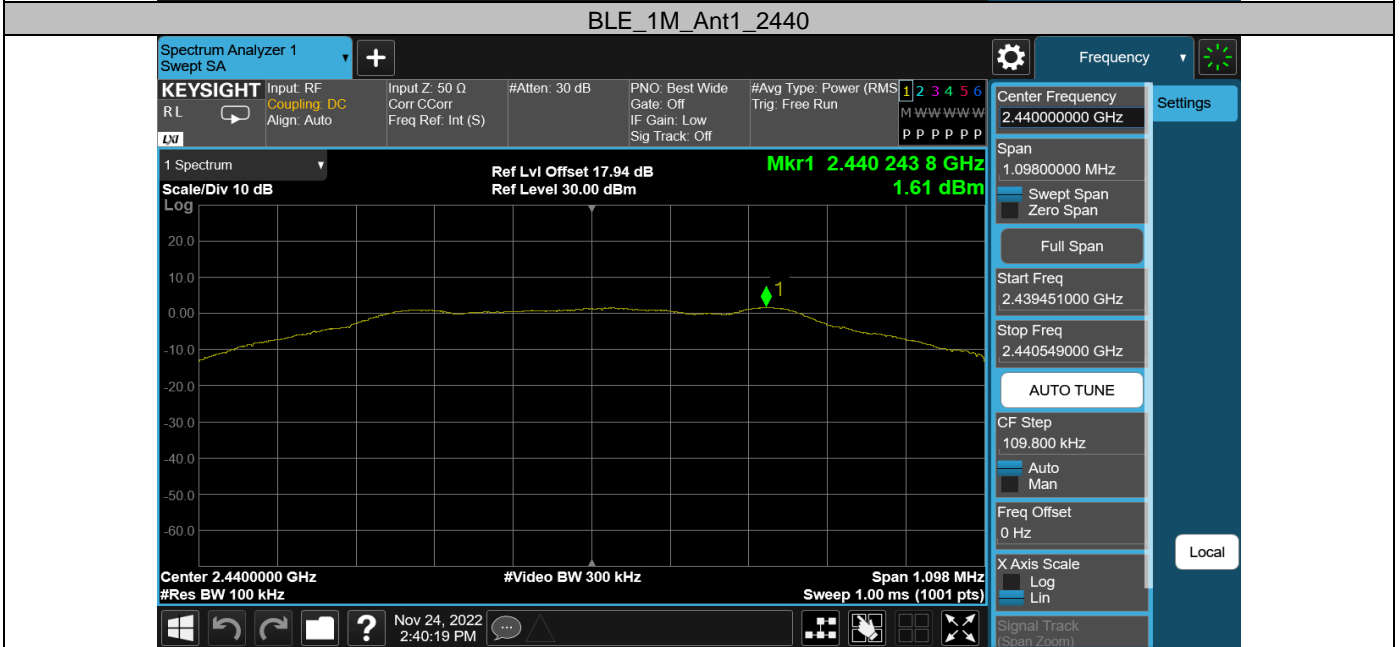 BLE_1M_Ant1_2440
Spectrum Analyzer 1
Swept SA
Frequency
KEYSIGHT
RL
LXI
Input: RF
Coupling: DC
Align: Auto
Input Z: 50 Ω
Corr CCorr
Freq Ref: Int (S)
#Atten: 30 dB
PNO: Best Wide
Gate: Off
IF Gain: Low
Sig Track: Off
#Avg Type: Power (RMS
Trig: Free Run
1 2 3 4 5 6
M W W W W W
P P P P P P
1 Spectrum
Scale/Div 10 dB
Ref Lvl Offset 17.94 dB
Ref Level 30.00 dBm
Mkr1 2.440 243 8 GHz
1.61 dBm
Log
20.0
10.0
0.00
-10.0
-20.0
-30.0
-40.0
-50.0
-60.0
1
Center 2.4400000 GHz
#Video BW 300 kHz
Span 1.098 MHz
#Res BW 100 kHz
Sweep 1.00 ms (1001 pts)
Nov 24, 2022
2:40:19 PM
Center Frequency
2.440000000 GHz
Settings
Span
1.09800000 MHz
Swept Span
Zero Span
Full Span
Start Freq
2.439451000 GHz
Stop Freq
2.440549000 GHz
AUTO TUNE
CF Step
109.800 kHz
Auto
Man
Freq Offset
0 Hz
Local
X Axis Scale
Log
Lin
Signal Track
(Span Zoom)